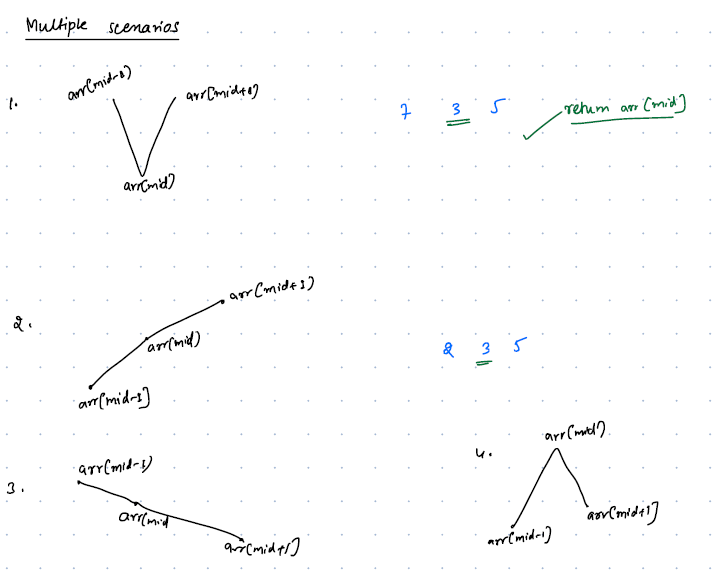 Multiple scenarios
1.
arr[mid-1]
arr[mid+1]
arr[mid]
7 3 5
return arr[mid]
2.
arr[mid+1]
arr[mid]
arr[mid-1]
2 3 5
3.
arr[mid-1]
arr[mid
arr[mid+1]
4.
arr[mid]
arr[mid-1]
arr[mid+1]